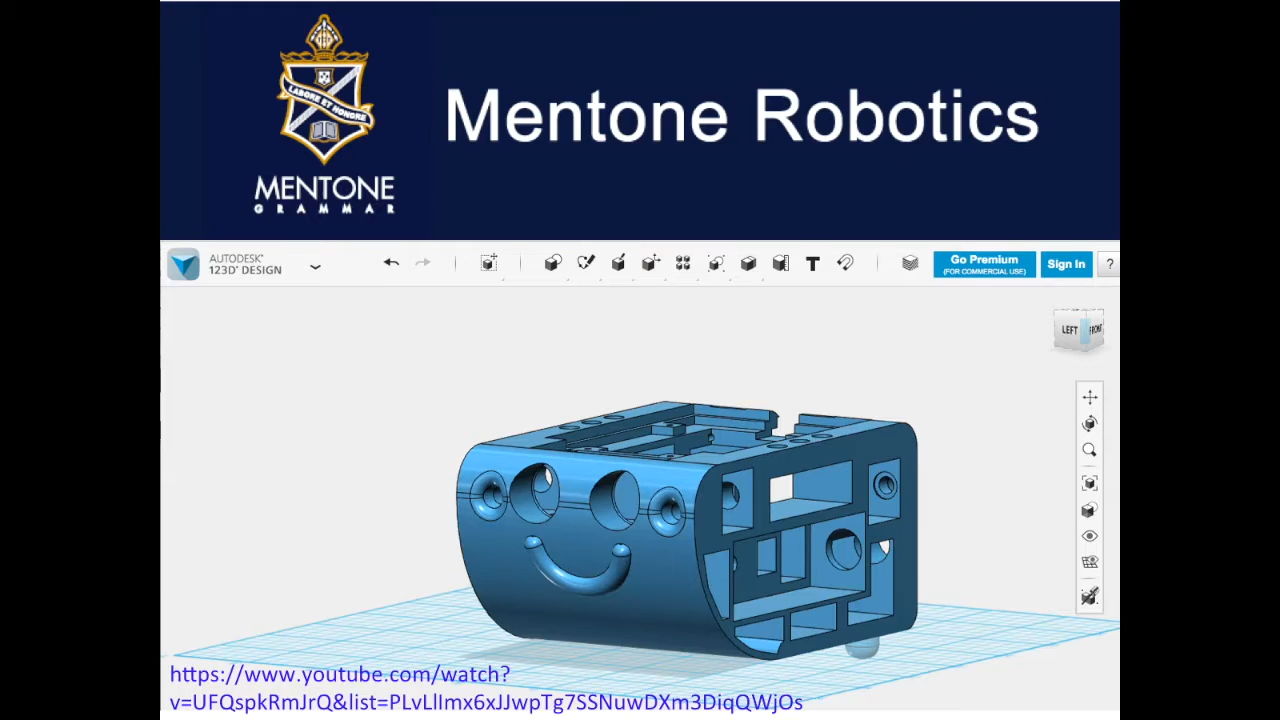 LABORE ET HONORE
MENTONE
GRAMMAR
Mentone Robotics
AUTODESK®
123D® DESIGN
T
Go Premium
(FOR COMMERCIAL USE)
Sign In
?
LEFT
FRONT
https://www.youtube.com/watch?
v=UFQspkRmJrQ&list=PLvLlImx6xJJwpTg7SSNuwDXm3DiqQWjOs